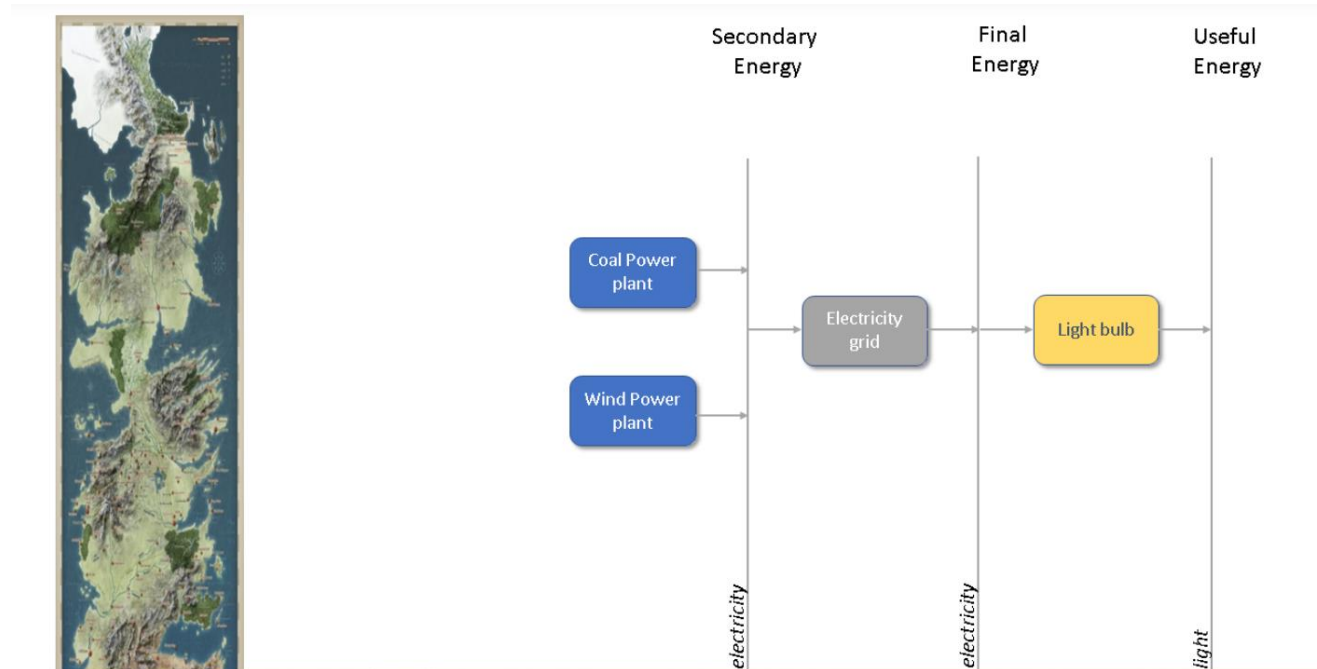 Secondary
Energy
Final
Energy
Useful
Energy
Coal Power
plant
Electricity
grid
Light bulb
Wind Power
plant
electricity
electricity
light